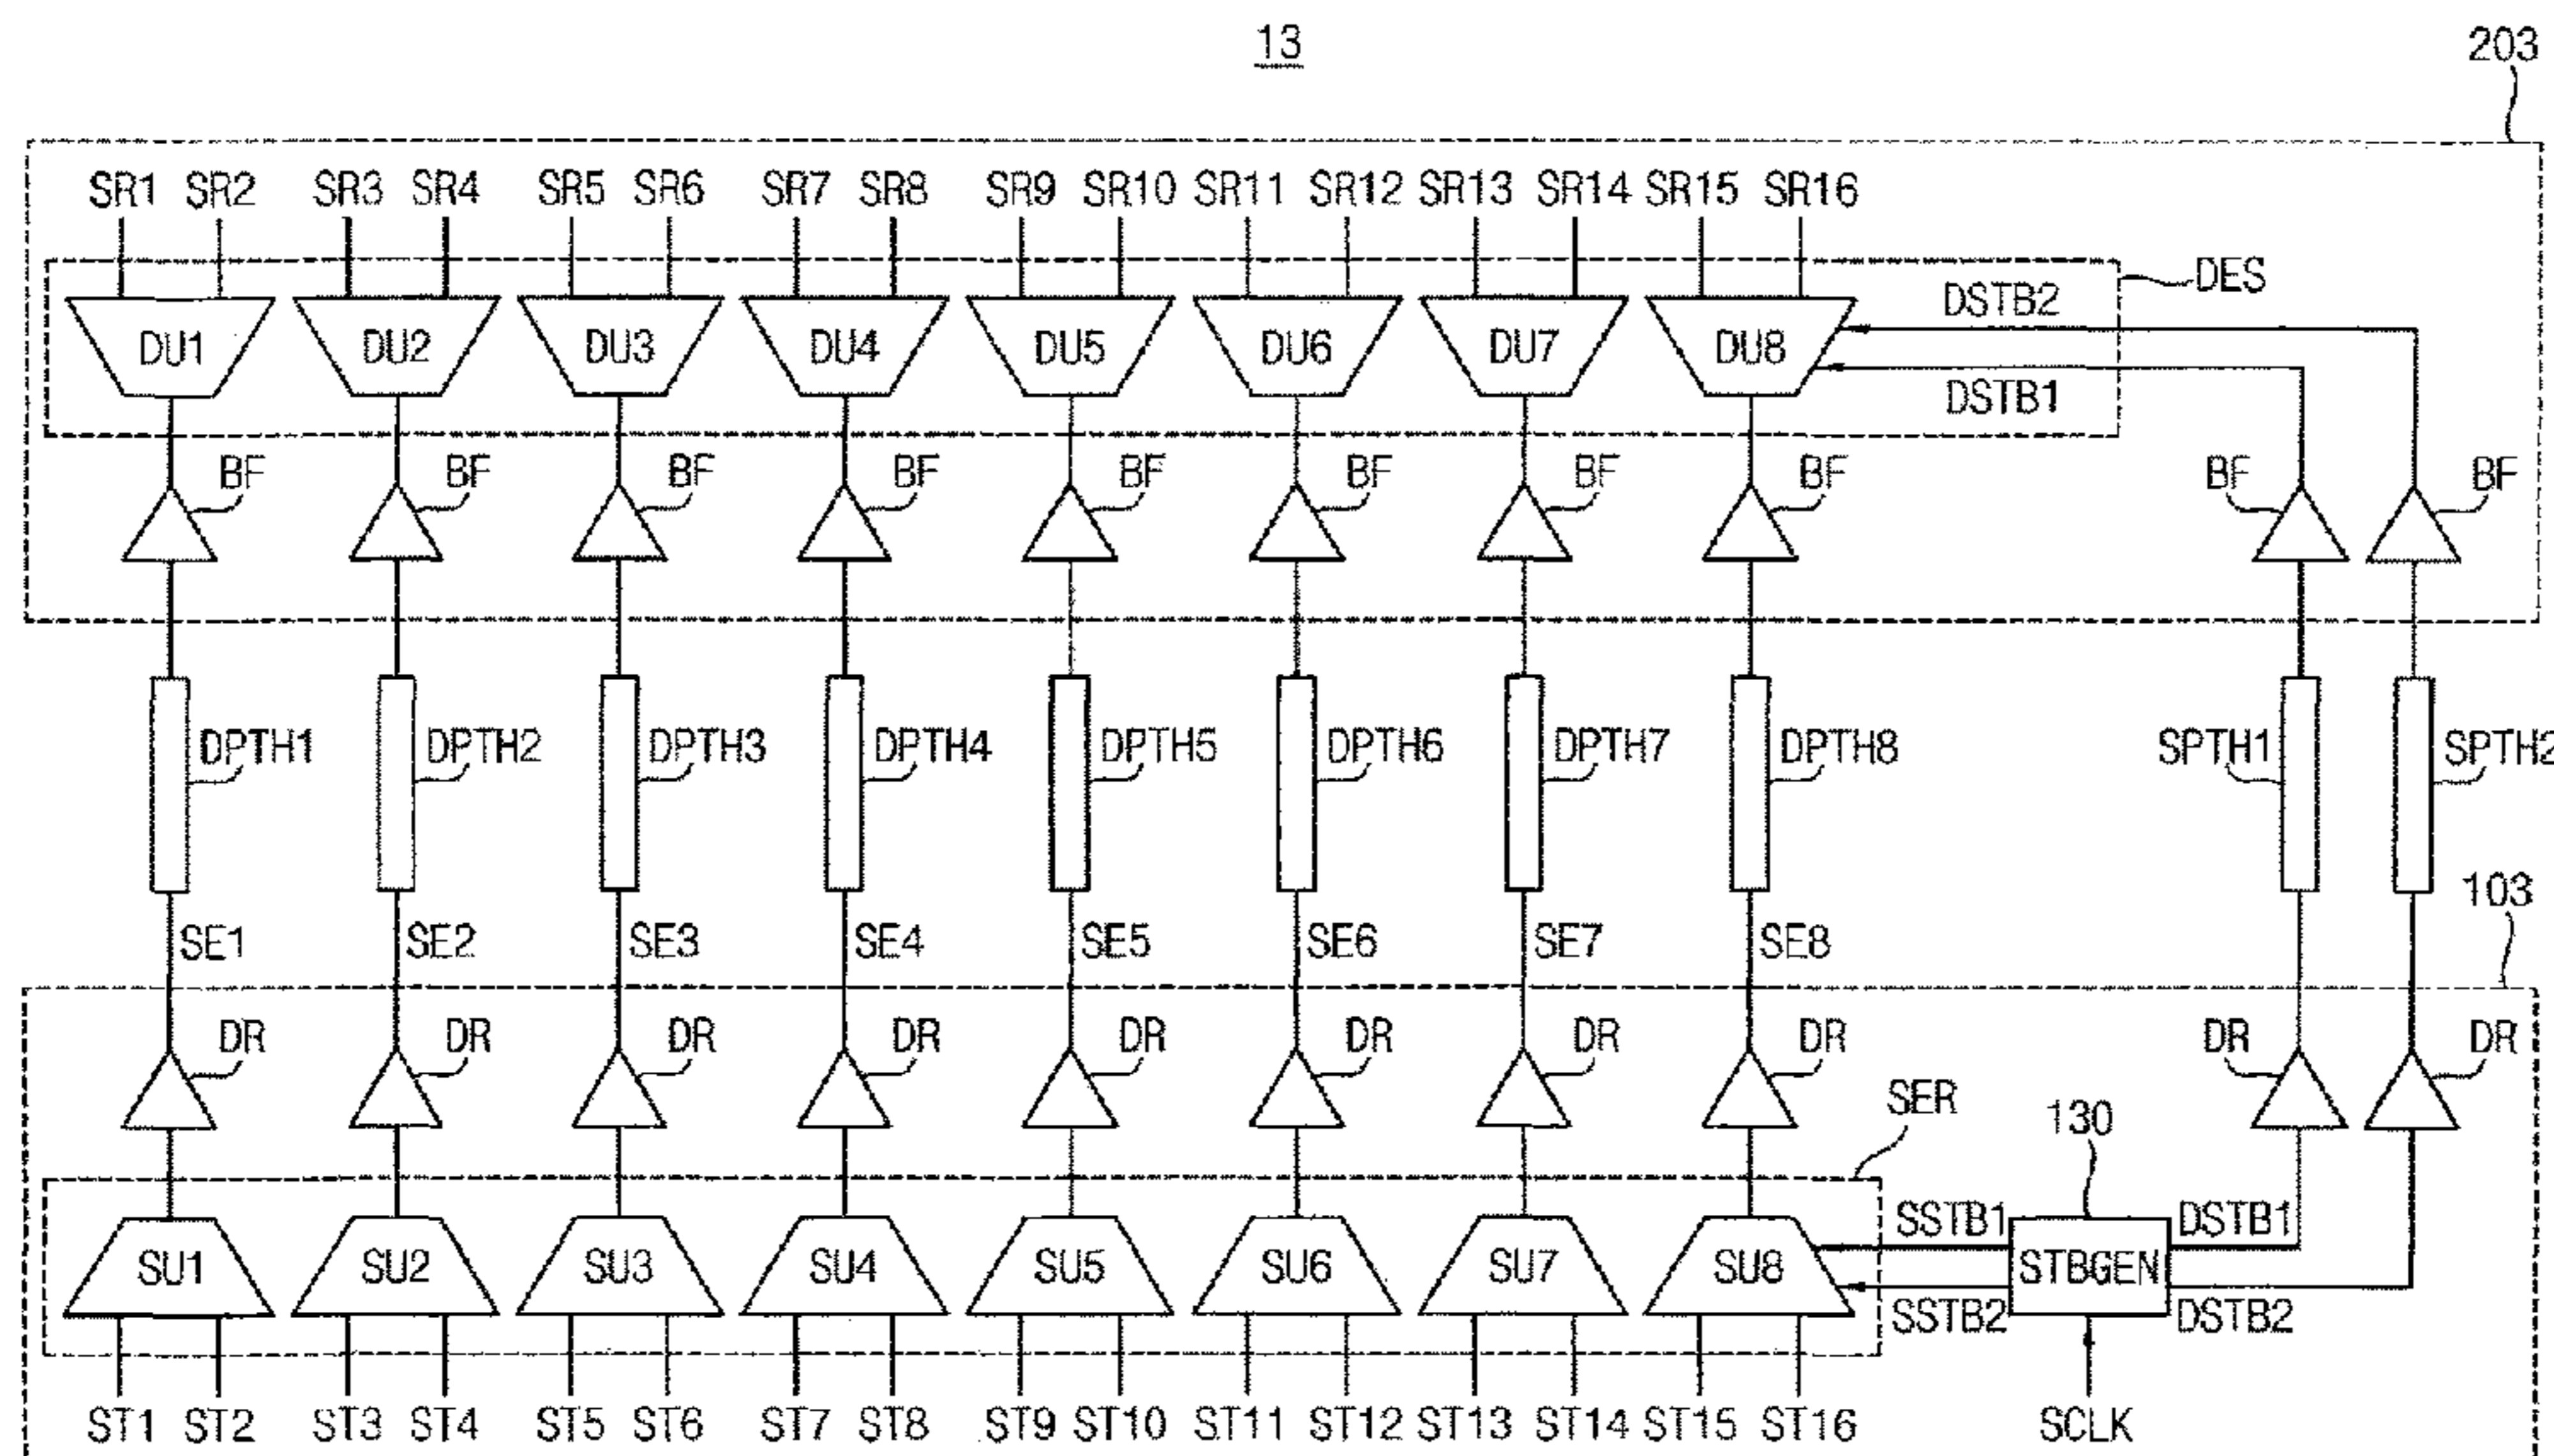 13
203
SR1 SR2 SR3 SR4 SR5 SR6 SR7 SR8 SR9 SR10 SR11 SR12 SR13 SR14 SR15 SR16
DES
DSTB2
DU1 DU2 DU3 DU4 DU5 DU6 DU7 DU8
DSTB1
BF BF BF BF BF BF BF BF BF BF
DPTH1 DPTH2 DPTH3 DPTH4 DPTH5 DPTH6 DPTH7 DPTH8 SPTH1 SPTH2
103
SE1 SE2 SE3 SE4 SE5 SE6 SE7 SE8
DR DR DR DR DR DR DR DR DR DR
SER
130
SSTB1 DSTB1
SU1 SU2 SU3 SU4 SU5 SU6 SU7 SU8 STBGEN
SSTB2 DSTB2
ST1 ST2 ST3 ST4 ST5 ST6 ST7 ST8 ST9 ST10 ST11 ST12 ST13 ST14 ST15 ST16 SCLK